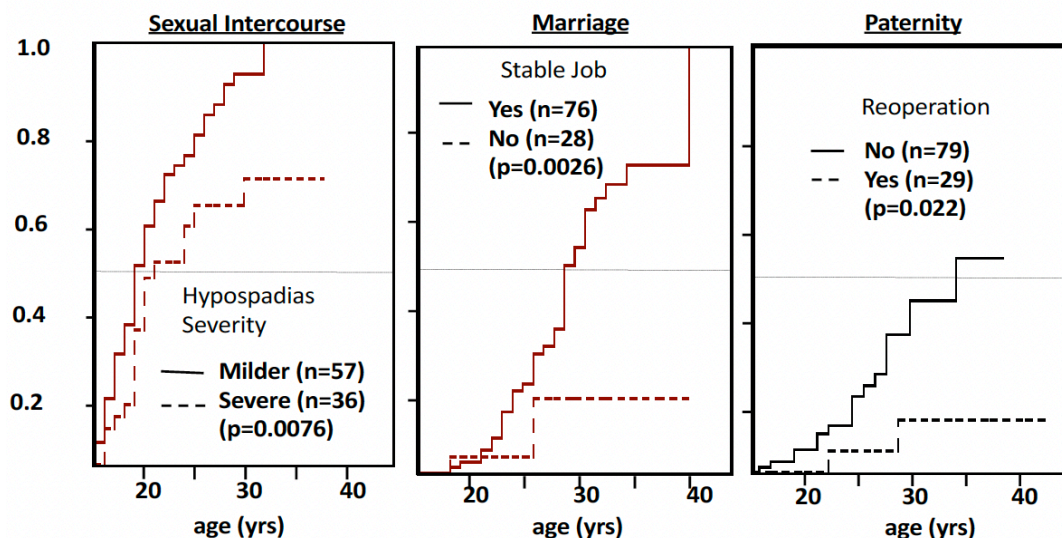 Sexual Intercourse
Marriage
Paternity
1.0
0.8
0.6
0.4
0.2
Hypospadias
Severity
Milder (n=57)
Severe (n=36)
(p=0.0076)
20
30
40
age (yrs)
Stable Job
Yes (n=76)
No (n=28)
(p=0.0026)
20
30
40
age (yrs)
Reoperation
No (n=79)
Yes (n=29)
(p=0.022)
20
30
40
age (yrs)